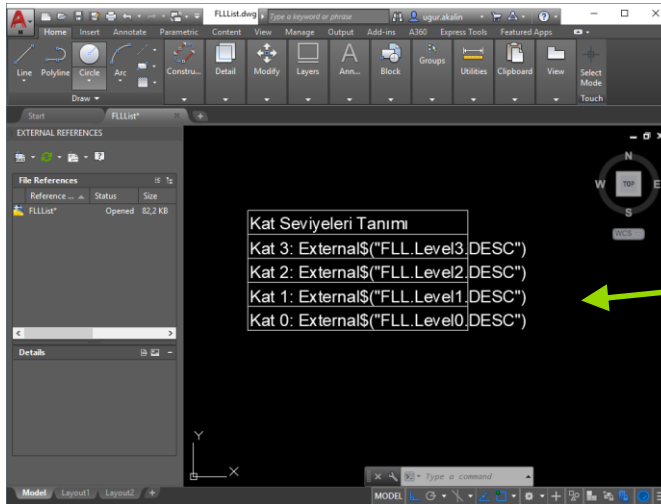 FLLList.dwg
Type a keyword or phrase
ugur.akalin
Home Insert Annotate Parametric Content View Manage Output Add-ins A360 Express Tools Featured Apps
Line Polyline Circle Arc Constru... Detail Modify Layers Ann... Block Groups Utilities Clipboard View Select Mode
Draw Touch
Start FLLList*
EXTERNAL REFERENCES
File References
Reference ... Status Size
FLLList* Opened 82,2 KB
Details
N
W TOP E
S
WCS
Kat Seviyeleri Tanımı
Kat 3: External$("FLL.Level3.DESC")
Kat 2: External$("FLL.Level2.DESC")
Kat 1: External$("FLL.Level1.DESC")
Kat 0: External$("FLL.Level0.DESC")
Y
X
Type a command
Model Layout1 Layout2 MODEL